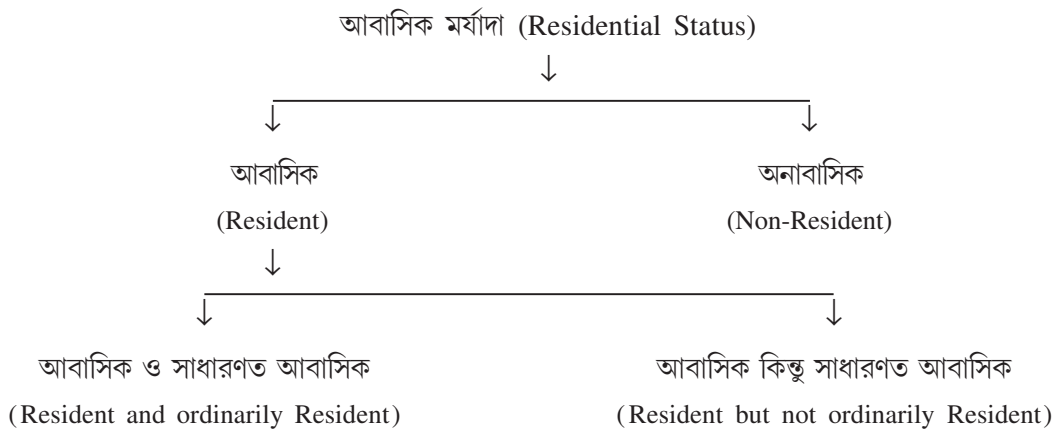 আবাসিক মর্যাদা (Residential Status)
আবাসিক অনাবাসিক
(Resident) (Non-Resident)
আবাসিক ও সাধারণত আবাসিক আবাসিক কিন্তু সাধারণত আবাসিক
(Resident and ordinarily Resident) (Resident but not ordinarily Resident)